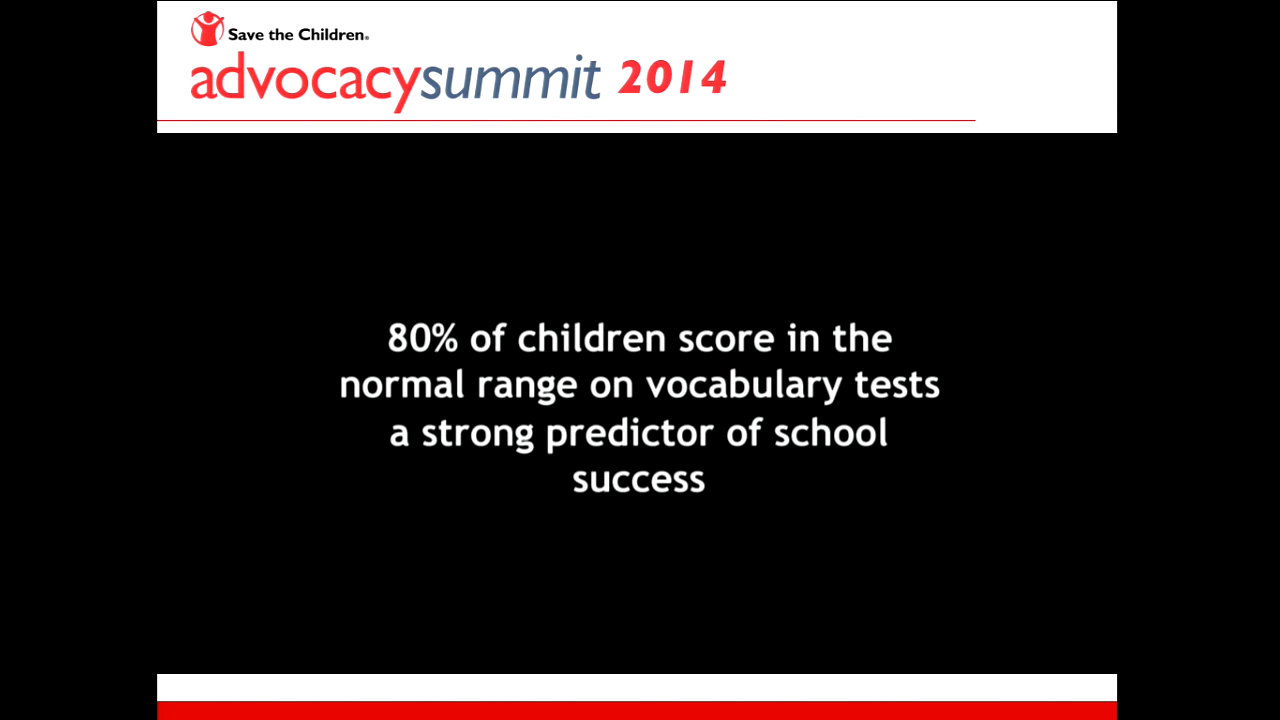 Save the Children®
advocacysummit 2014
80% of children score in the
normal range on vocabulary tests
a strong predictor of school
success